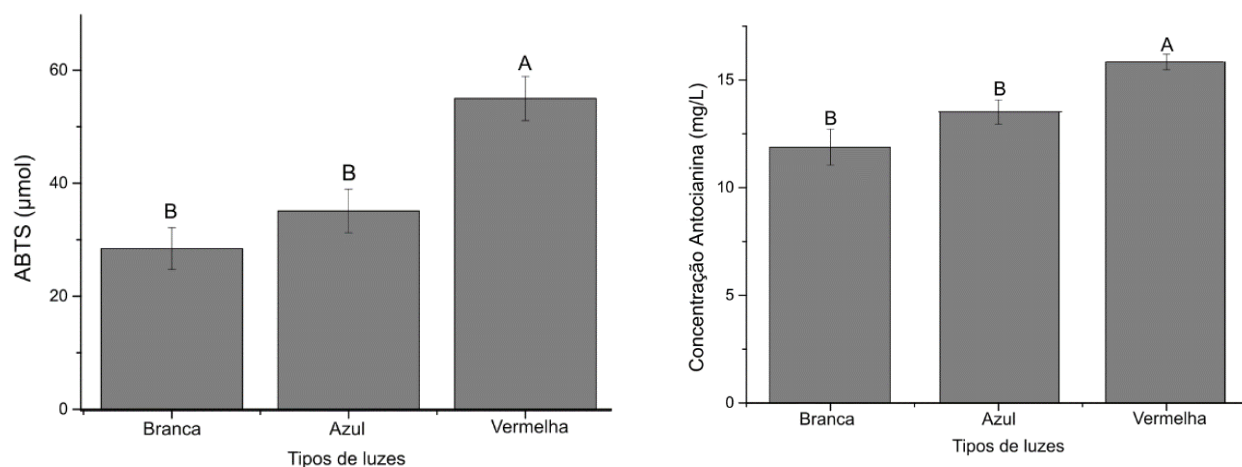 ABTS (µmol)
60
40
20
0
B
B
A
Branca
Azul
Vermelha
Tipos de luzes
Concentração Antocianina (mg/L)
15
10
5
0
B
B
A
Branca
Azul
Vermelha
Tipos de luzes